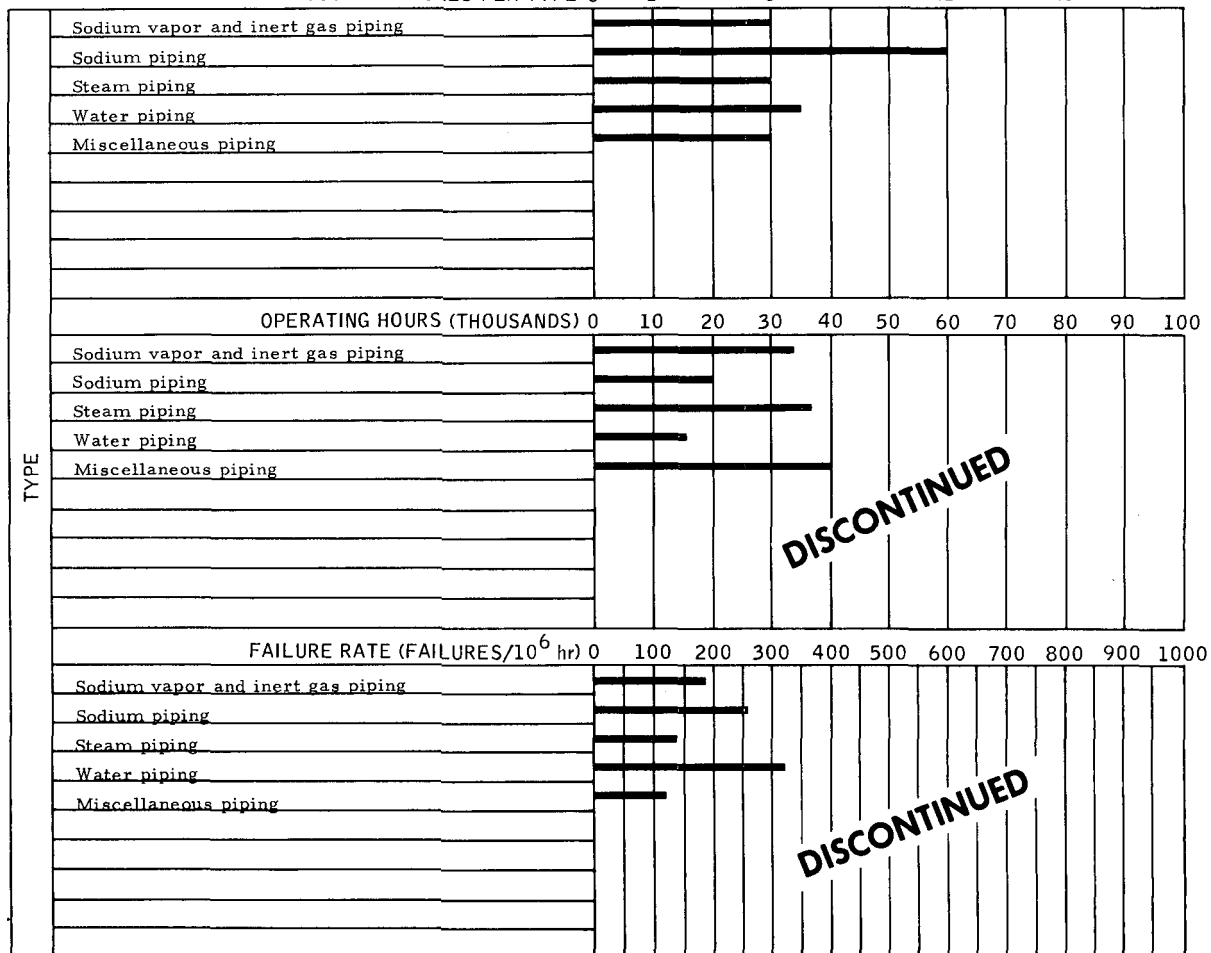 Sodium vapor and inert gas piping
Sodium piping
Steam piping
Water piping
Miscellaneous piping
OPERATING HOURS (THOUSANDS) 0 10 20 30 40 50 60 70 80 90 100
Sodium vapor and inert gas piping
Sodium piping
Steam piping
Water piping
Miscellaneous piping
TYPE
DISCONTINUED
FAILURE RATE (FAILURES/10⁶ hr) 0 100 200 300 400 500 600 700 800 900 1000
Sodium vapor and inert gas piping
Sodium piping
Steam piping
Water piping
Miscellaneous piping
DISCONTINUED